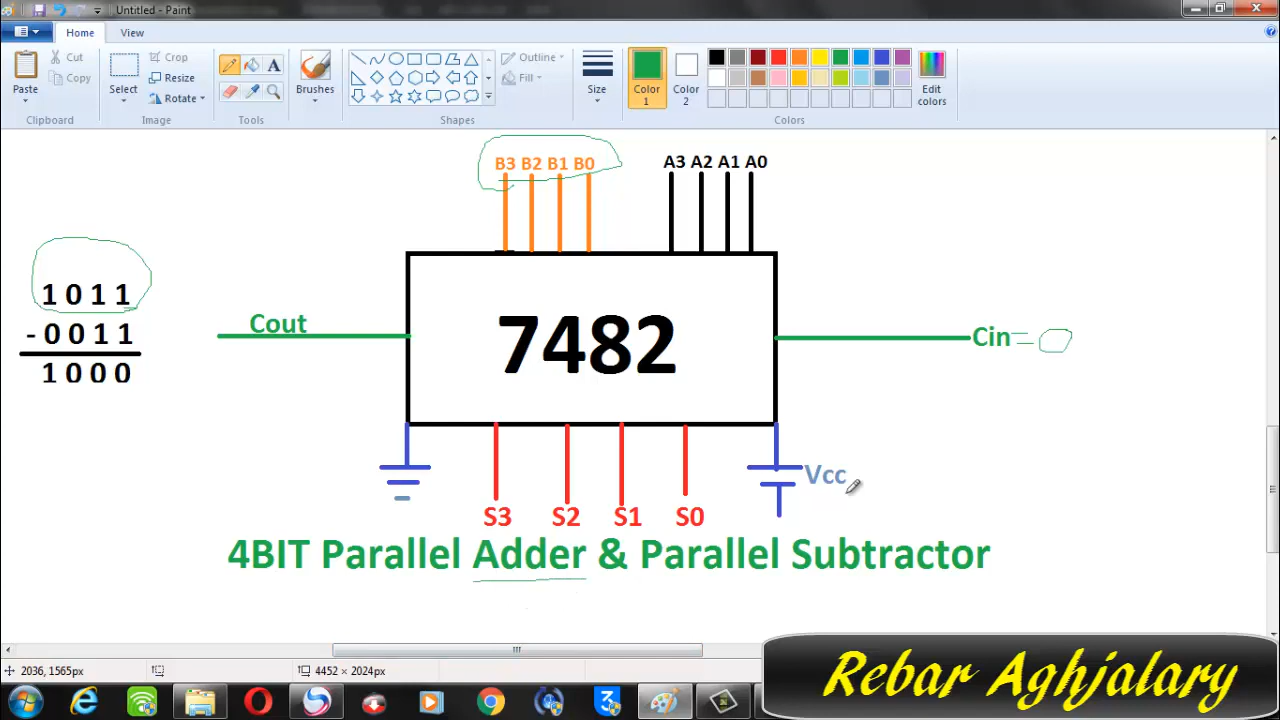 Untitled - Paint
Home View
Paste
Cut
Copy
Clipboard
Select
Crop
Resize
Rotate
Image
Tools
Brushes
Outline
Fill
Shapes
Size
Color 1
Color 2
Edit colors
Colors
B3 B2 B1 B0
A3 A2 A1 A0
1 0 1 1
- 0 0 1 1
1 0 0 0
Cout
7482
Cin = 0
Vcc
S3 S2 S1 S0
4BIT Parallel Adder & Parallel Subtractor
2036, 1565px
4452 × 2024px
Rebar Aghjalary